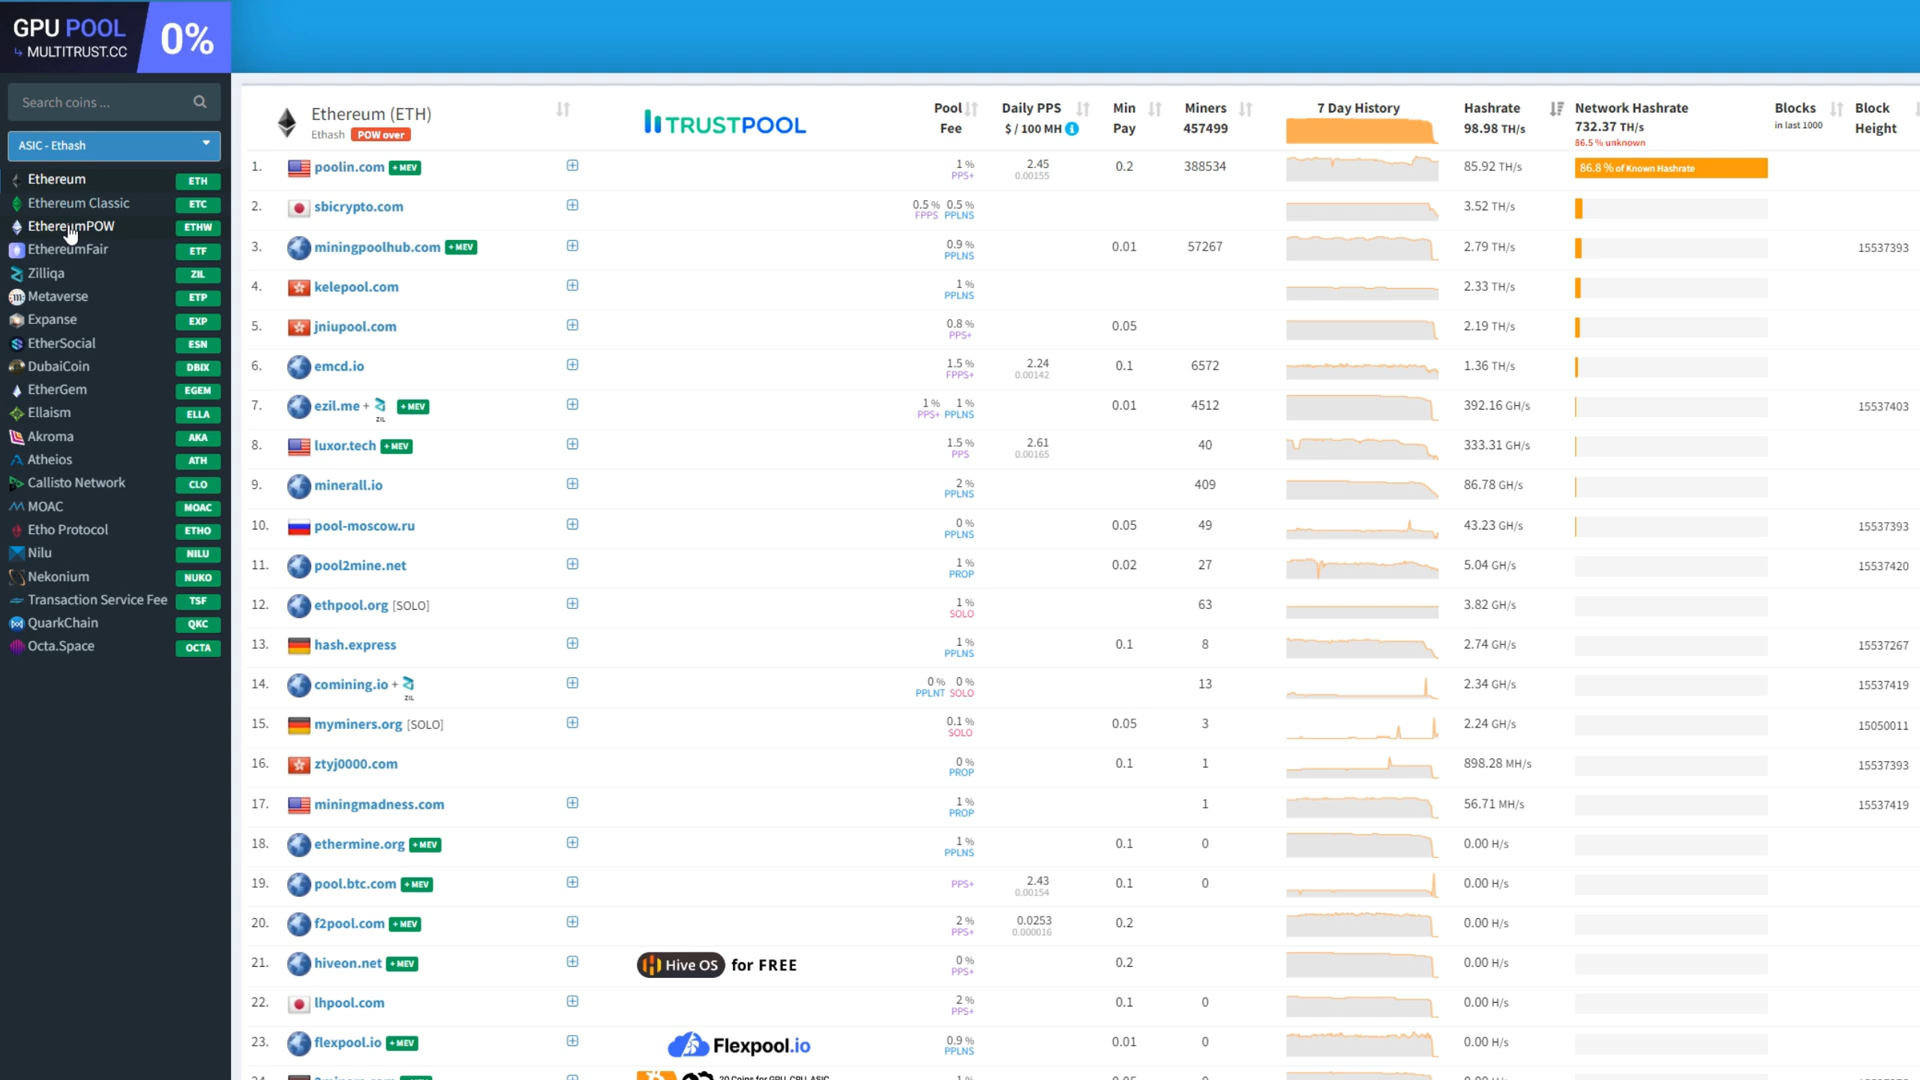 GPU POOL
↳ MULTITRUST.CC
0%
Search coins ...
ASIC - Ethash
Ethereum ETH
Ethereum Classic ETC
EthereumPOW ETHW
EthereumFair ETF
Zilliqa ZIL
Metaverse ETP
Expanse EXP
EtherSocial ESN
DubaiCoin DBIX
EtherGem EGEM
Ellaism ELLA
Akroma AKA
Atheios ATH
Callisto Network CLO
MOAC MOAC
Etho Protocol ETHO
Nilu NILU
Nekonium NUKO
Transaction Service Fee TSF
QuarkChain QKC
Octa.Space OCTA
Ethereum (ETH)
Ethash POW over
TRUSTPOOL
Pool Fee
Daily PPS
$ / 100 MH
Min Pay
Miners
457499
7 Day History
Hashrate
98.98 TH/s
Network Hashrate
732.37 TH/s
86.5 % unknown
Blocks
in last 1000
Block Height
1. poolin.com +MEV 1 % PPS+ 2.45 0.00155 0.2 388534 85.92 TH/s 86.8 % of Known Hashrate
2. sbicrypto.com 0.5 % FPPS 0.5 % PPLNS 3.52 TH/s
3. miningpoolhub.com +MEV 0.9 % PPLNS 0.01 57267 2.79 TH/s 15537393
4. kelepool.com 1 % PPLNS 2.33 TH/s
5. jniupool.com 0.8 % PPS+ 0.05 2.19 TH/s
6. emcd.io 1.5 % FPPS+ 2.24 0.00142 0.1 6572 1.36 TH/s
7. ezil.me + ZIL +MEV 1 % PPS+ 1 % PPLNS 0.01 4512 392.16 GH/s 15537403
8. luxor.tech +MEV 1.5 % PPS 2.61 0.00165 40 333.31 GH/s
9. minerall.io 2 % PPLNS 409 86.78 GH/s
10. pool-moscow.ru 0 % PPLNS 0.05 49 43.23 GH/s 15537393
11. pool2mine.net 1 % PROP 0.02 27 5.04 GH/s 15537420
12. ethpool.org [SOLO] 1 % SOLO 63 3.82 GH/s
13. hash.express 1 % PPLNS 0.1 8 2.74 GH/s 15537267
14. comining.io + ZIL 0 % PPLNT 0 % SOLO 13 2.34 GH/s 15537419
15. myminers.org [SOLO] 0.1 % SOLO 0.05 3 2.24 GH/s 15050011
16. ztyj0000.com 0 % PROP 0.1 1 898.28 MH/s 15537393
17. miningmadness.com 1 % PROP 1 56.71 MH/s 15537419
18. ethermine.org +MEV 1 % PPLNS 0.1 0 0.00 H/s
19. pool.btc.com +MEV PPS+ 2.43 0.00154 0.1 0 0.00 H/s
20. f2pool.com +MEV 2 % PPS+ 0.0253 0.000016 0.2 0.00 H/s
21. hiveon.net +MEV Hive OS for FREE 0 % PPS+ 0.2 0.00 H/s
22. lhpool.com 2 % PPS+ 0.1 0 0.00 H/s
23. flexpool.io +MEV Flexpool.io 0.9 % PPLNS 0.01 0 0.00 H/s